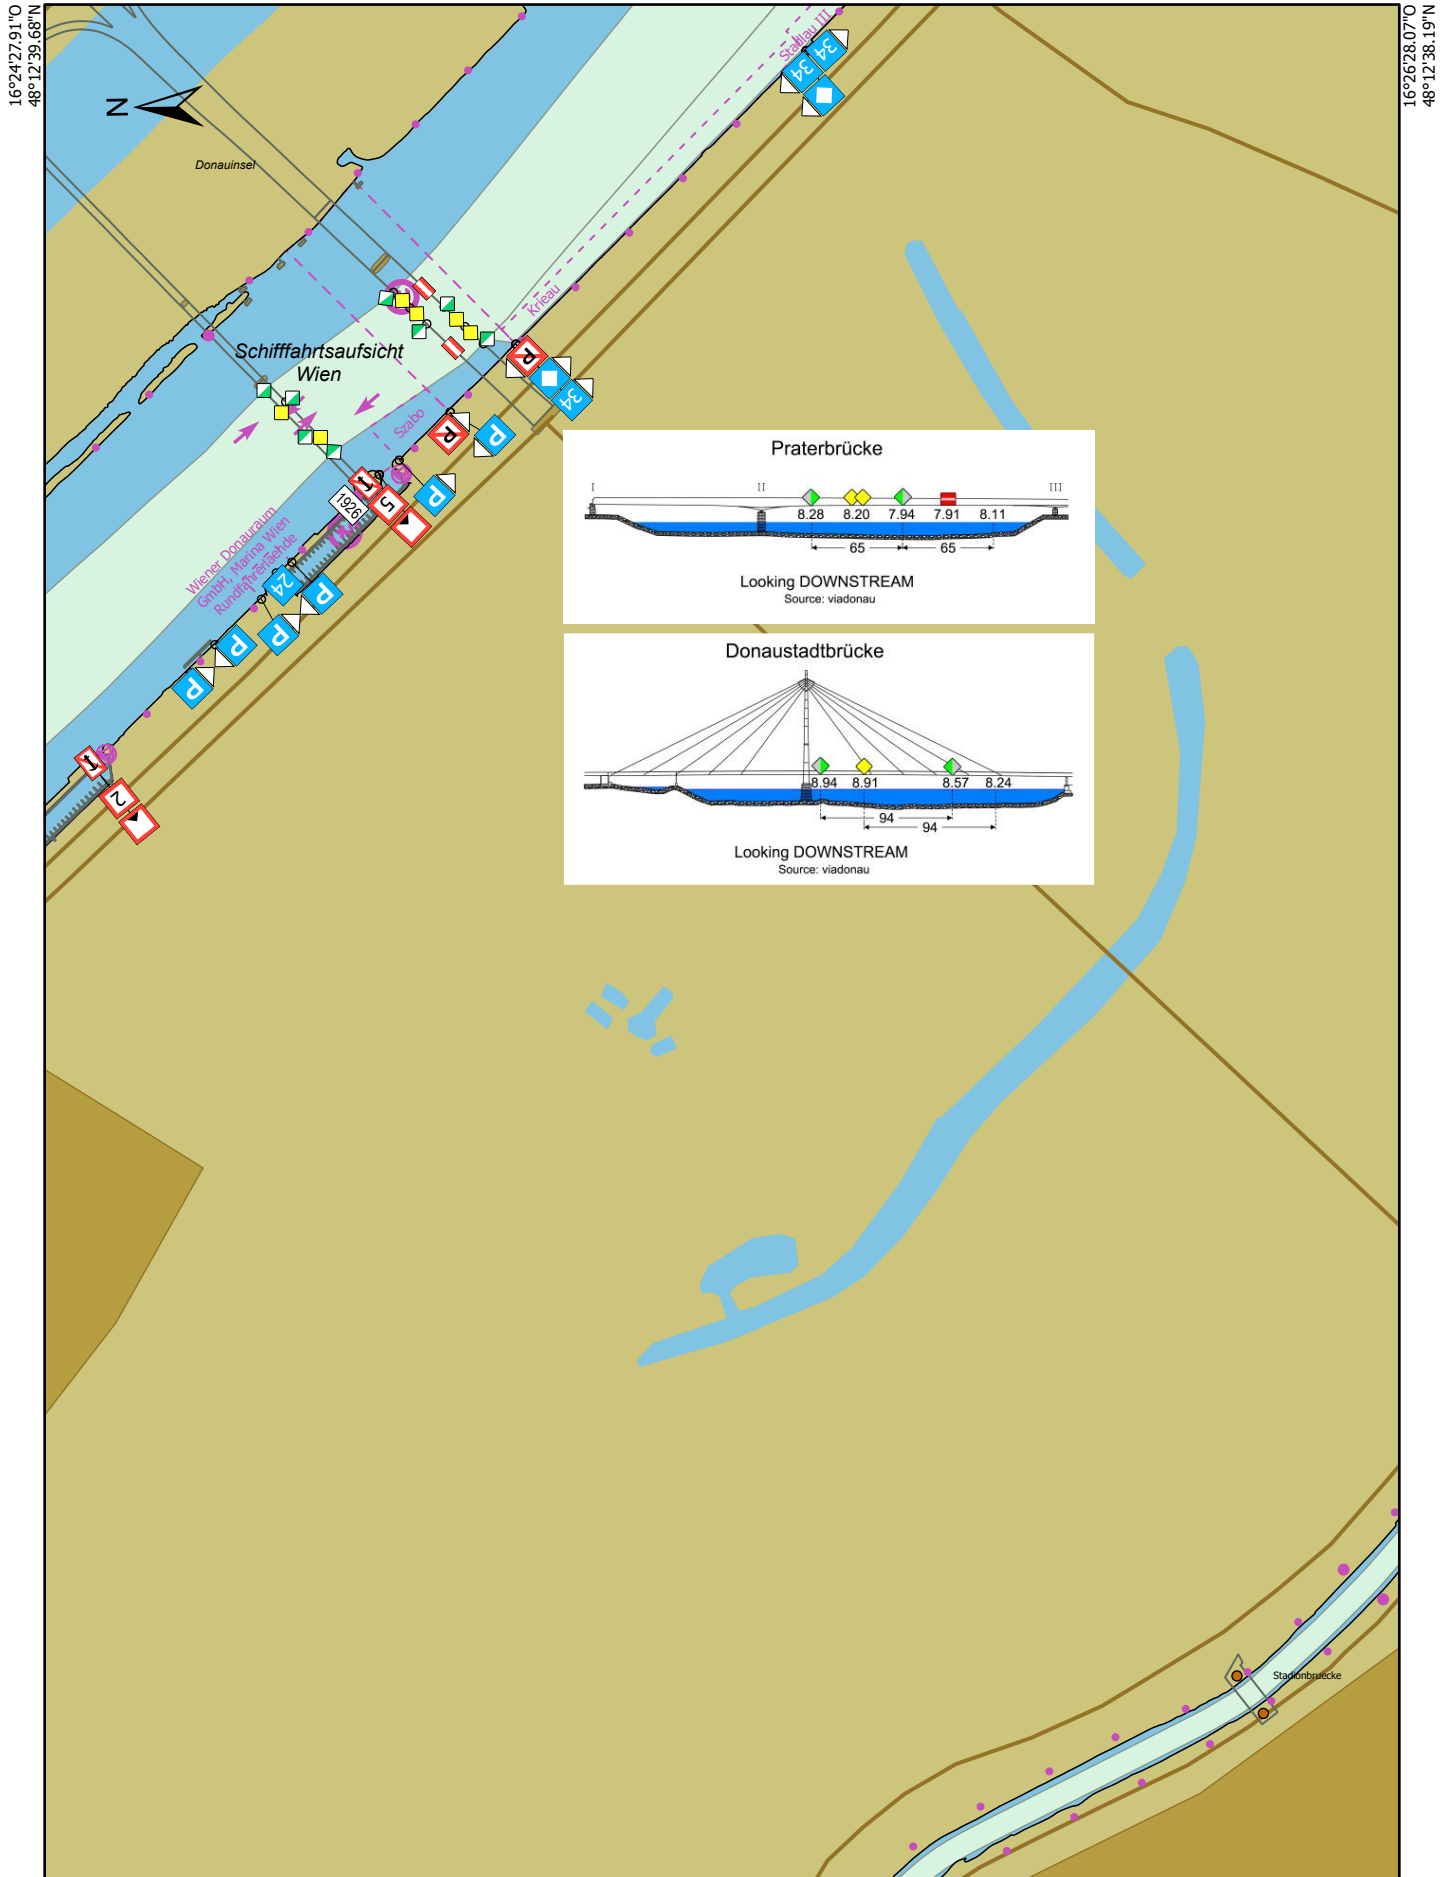 16°24'27.91"O
48°12'39.68"N
16°26'28.07"O
48°12'38.19"N
N
Donauinsel
Stadlau III
34
34
Krieau
Schifffahrtsaufsicht
Wien
P
34
Szabo
P
P
P
5
1926
Wiener Donauraum
GmbH, Marina Wien
Rundfahrerlaende
24
P
P
P
P
2
Praterbrücke
I
II
III
8.28
8.20
7.94
7.91
8.11
65
65
Looking DOWNSTREAM
Source: viadonau
Donaustadtbrücke
8.94
8.91
8.57
8.24
94
94
Looking DOWNSTREAM
Source: viadonau
Stadionbruecke